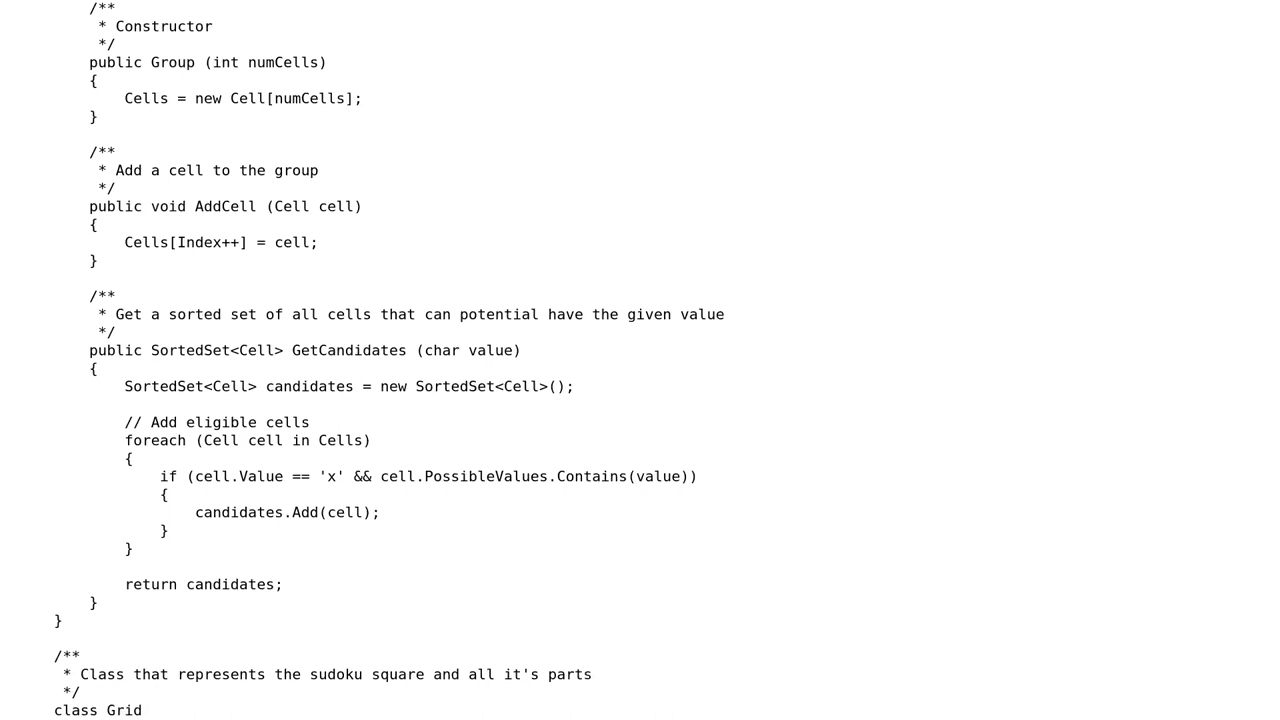 /**
 * Constructor
 */
public Group (int numCells)
{
    Cells = new Cell[numCells];
}

/**
 * Add a cell to the group
 */
public void AddCell (Cell cell)
{
    Cells[Index++] = cell;
}

/**
 * Get a sorted set of all cells that can potential have the given value
 */
public SortedSet<Cell> GetCandidates (char value)
{
    SortedSet<Cell> candidates = new SortedSet<Cell>();

    // Add eligible cells
    foreach (Cell cell in Cells)
    {
        if (cell.Value == 'x' && cell.PossibleValues.Contains(value))
        {
            candidates.Add(cell);
        }
    }

    return candidates;
}
}

/**
 * Class that represents the sudoku square and all it's parts
 */
class Grid